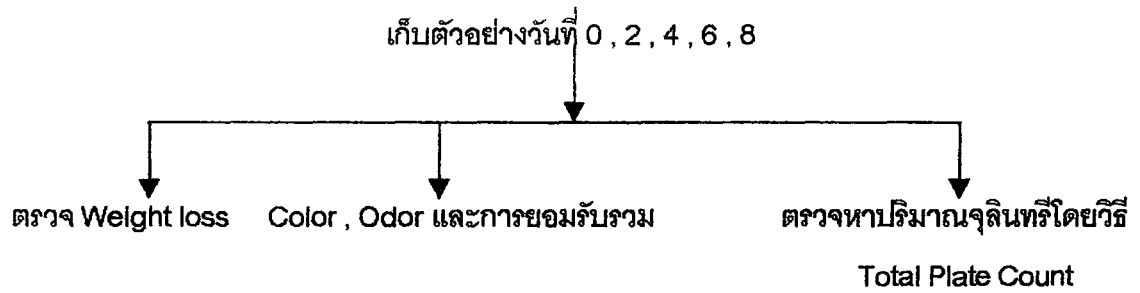 เก็บตัวอย่างวันที่ 0 , 2 , 4 , 6 , 8
ตรวจ Weight loss
Color , Odor และการยอมรับรวม
ตรวจหาปริมาณจุลินทรีโดยวิธี
Total Plate Count